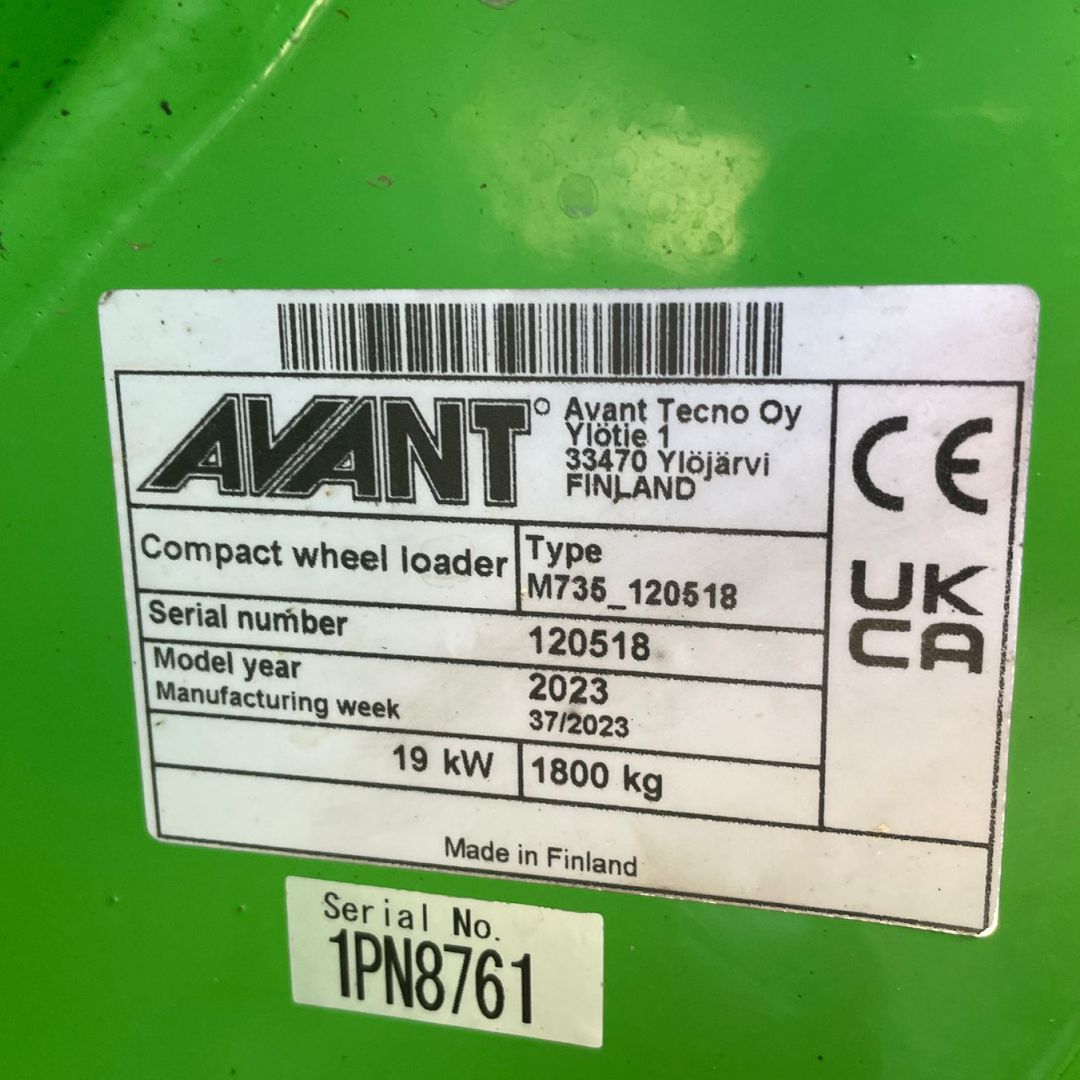 AVANT
Avant Tecno Oy
Ylötie 1
33470 Ylöjärvi
FINLAND
CE
Compact wheel loader
Type
M735_120518
UK
CA
Serial number 120518
Model year 2023
Manufacturing week 37/2023
19 kW 1800 kg
Made in Finland
Serial No.
1PN8761